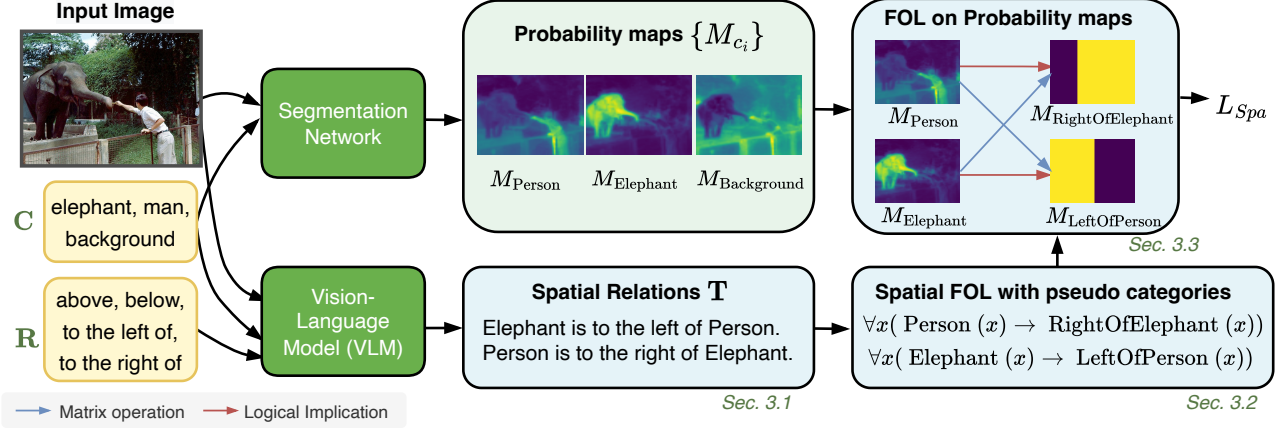 Input Image
C
elephant, man,
background
R
above, below,
to the left of,
to the right of
Segmentation
Network
Vision-
Language
Model (VLM)
Probability maps {M_{c_i}}
M_Person
M_Elephant
M_Background
Spatial Relations T
Elephant is to the left of Person.
Person is to the right of Elephant.
Sec. 3.1
FOL on Probability maps
M_Person
M_RightOfElephant
M_Elephant
M_LeftOfPerson
L_{Spa}
Sec. 3.3
Spatial FOL with pseudo categories
∀x( Person (x) → RightOfElephant (x))
∀x( Elephant (x) → LeftOfPerson (x))
Sec. 3.2
Matrix operation
Logical Implication